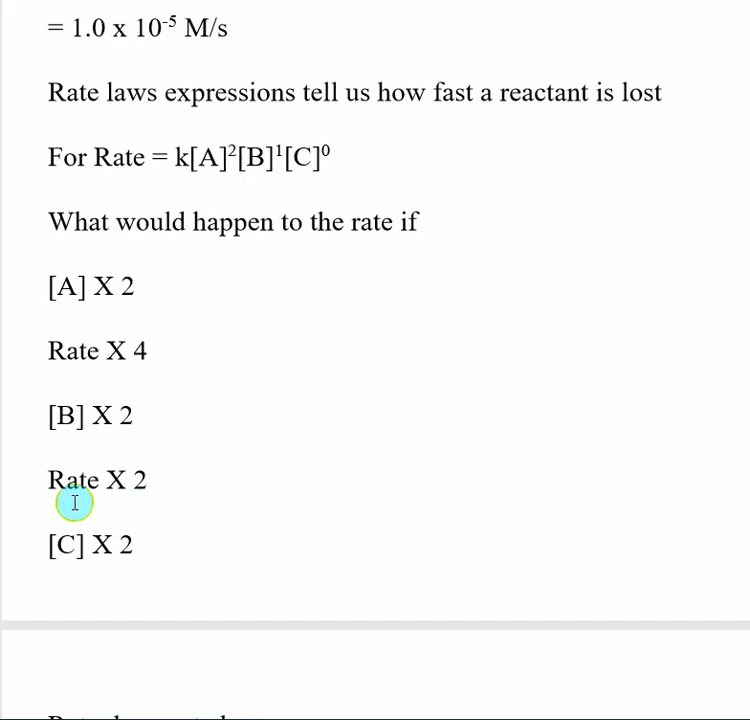 = 1.0 x 10⁻⁵ M/s
Rate laws expressions tell us how fast a reactant is lost
For Rate = k[A]²[B]¹[C]⁰
What would happen to the rate if
[A] X 2
Rate X 4
[B] X 2
Rate X 2
[C] X 2